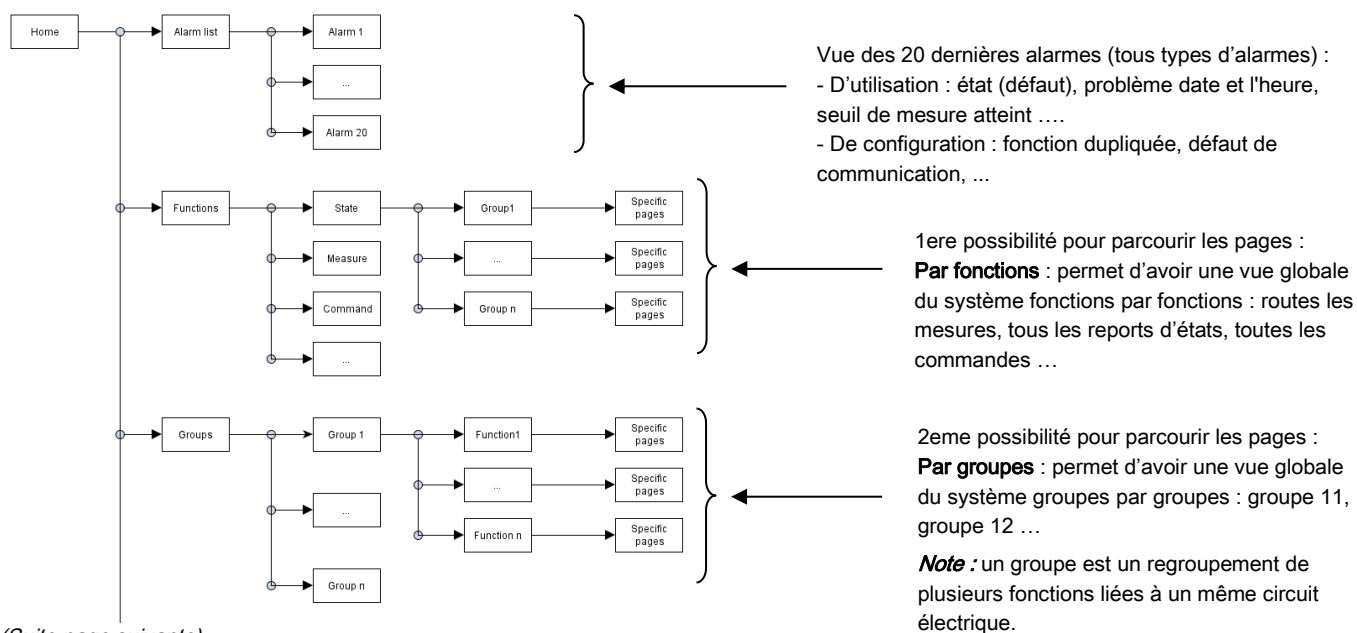 Home
Alarm list
Alarm 1
...
Alarm 20
Vue des 20 dernières alarmes (tous types d'alarmes) :
- D'utilisation : état (défaut), problème date et l'heure,
seuil de mesure atteint ….
- De configuration : fonction dupliquée, défaut de
communication, ...
Functions
State
Group1
Specific
pages
Measure
...
Specific
pages
Command
Group n
Specific
pages
...
1ere possibilité pour parcourir les pages :
Par fonctions : permet d'avoir une vue globale
du système fonctions par fonctions : routes les
mesures, tous les reports d'états, toutes les
commandes …
Groups
Group 1
Function1
Specific
pages
...
...
Specific
pages
Function n
Specific
pages
Group n
2eme possibilité pour parcourir les pages :
Par groupes : permet d'avoir une vue globale
du système groupes par groupes : groupe 11,
groupe 12 …
Note : un groupe est un regroupement de
plusieurs fonctions liées à un même circuit
électrique.
(Suite page suivante)